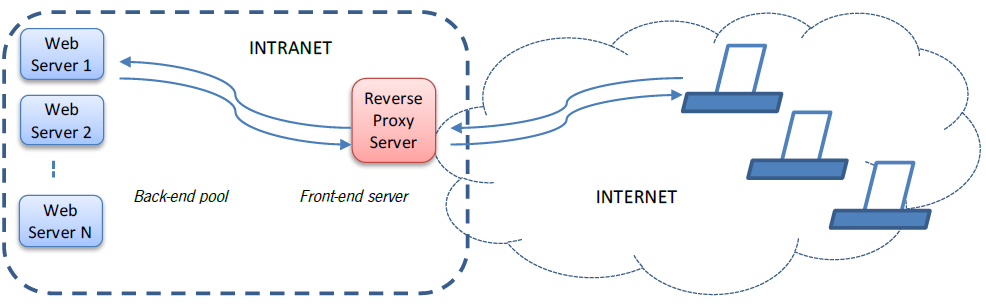 Web
Server 1
INTRANET
Reverse
Proxy
Server
Web
Server 2
Back-end pool
Front-end server
INTERNET
Web
Server N